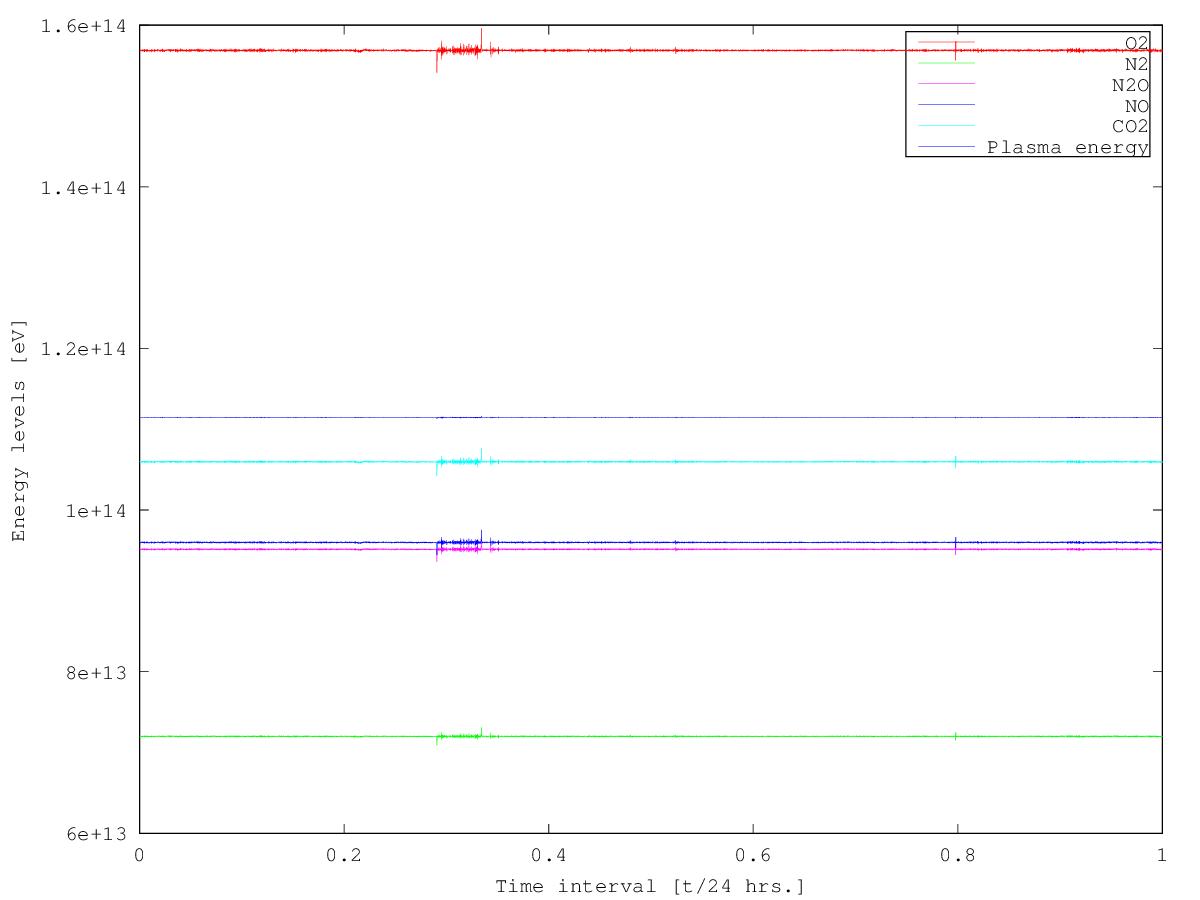 1.6e+14
O2
N2
N2O
NO
CO2
Plasma energy
1.4e+14
1.2e+14
Energy levels [eV]
1e+14
8e+13
6e+13
0 0.2 0.4 0.6 0.8 1
Time interval [t/24 hrs.]